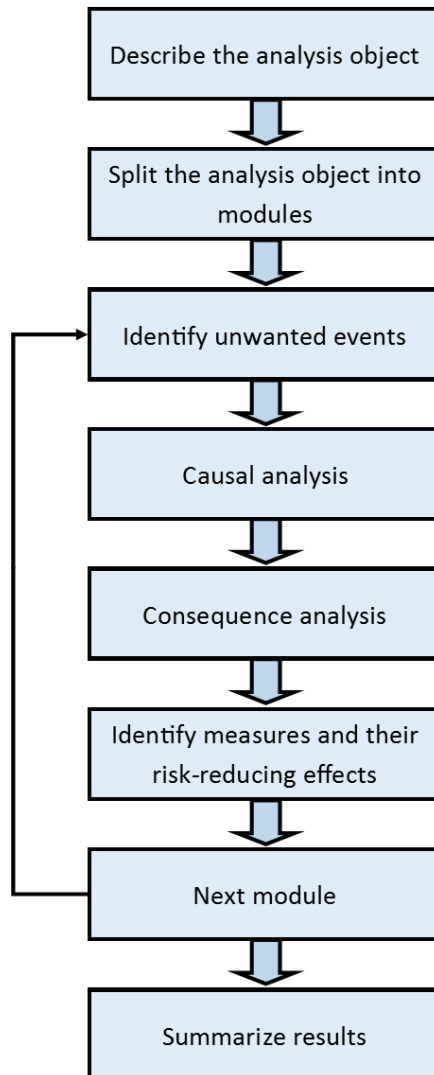 Describe the analysis object
Split the analysis object into
modules
Identify unwanted events
Causal analysis
Consequence analysis
Identify measures and their
risk-reducing effects
Next module
Summarize results